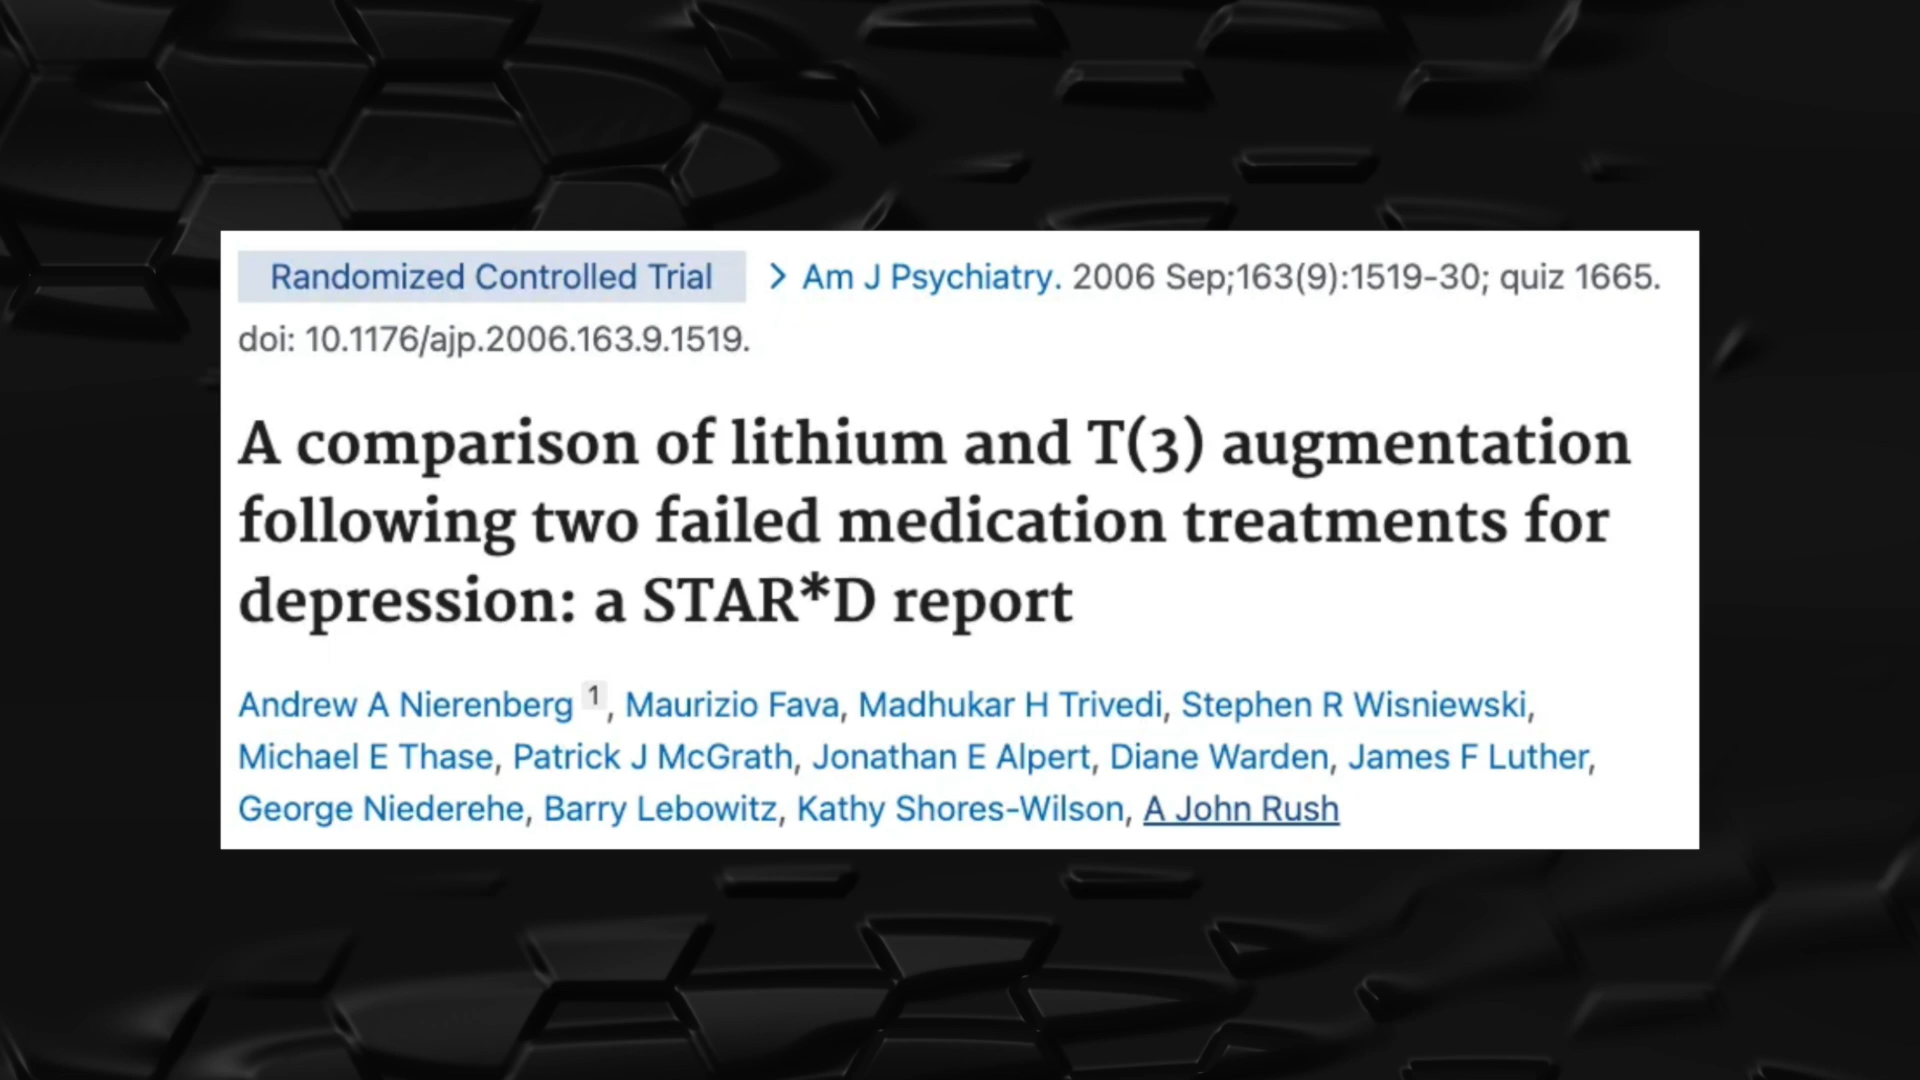 Randomized Controlled Trial > Am J Psychiatry. 2006 Sep;163(9):1519-30; quiz 1665.
doi: 10.1176/ajp.2006.163.9.1519.
A comparison of lithium and T(3) augmentation
following two failed medication treatments for
depression: a STAR*D report
Andrew A Nierenberg 1, Maurizio Fava, Madhukar H Trivedi, Stephen R Wisniewski,
Michael E Thase, Patrick J McGrath, Jonathan E Alpert, Diane Warden, James F Luther,
George Niederehe, Barry Lebowitz, Kathy Shores-Wilson, A John Rush